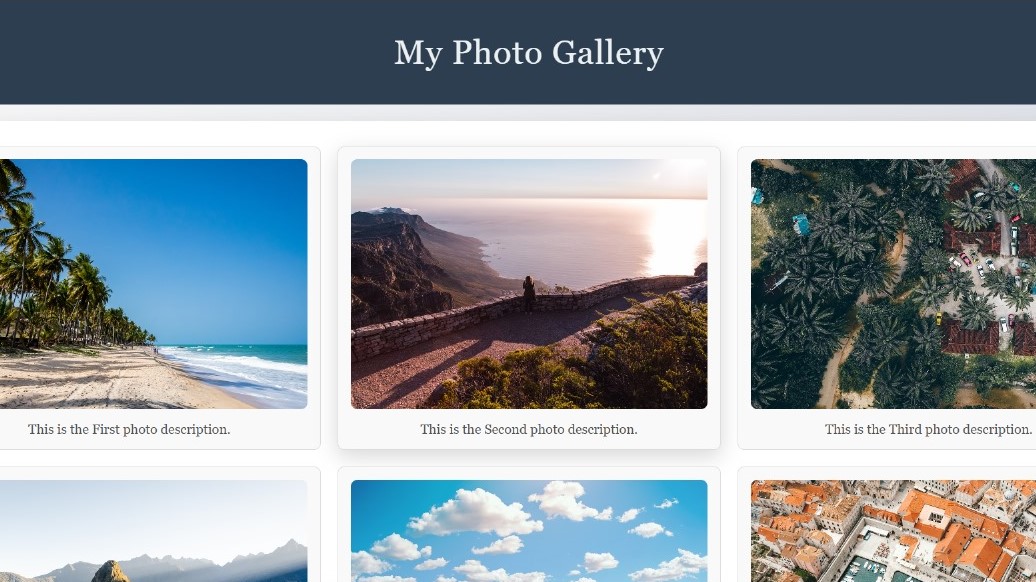 My Photo Gallery
This is the First photo description.
This is the Second photo description.
This is the Third photo description.